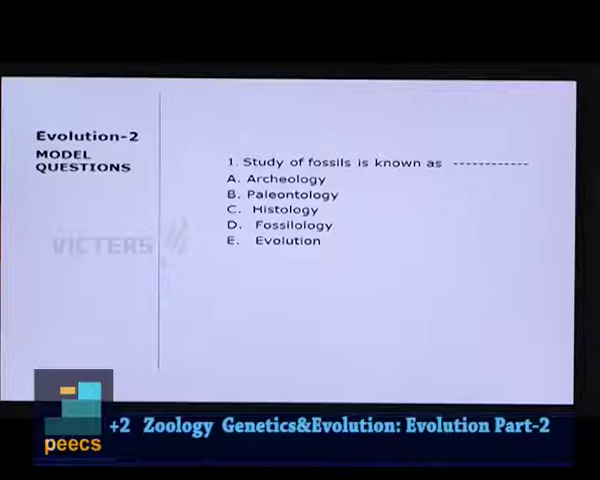 Evolution-2
MODEL
QUESTIONS
1. Study of fossils is known as ------------
A. Archeology
B. Paleontology
C. Histology
D. Fossilology
E. Evolution
VICTERS
peecs
+2 Zoology Genetics&Evolution: Evolution Part-2